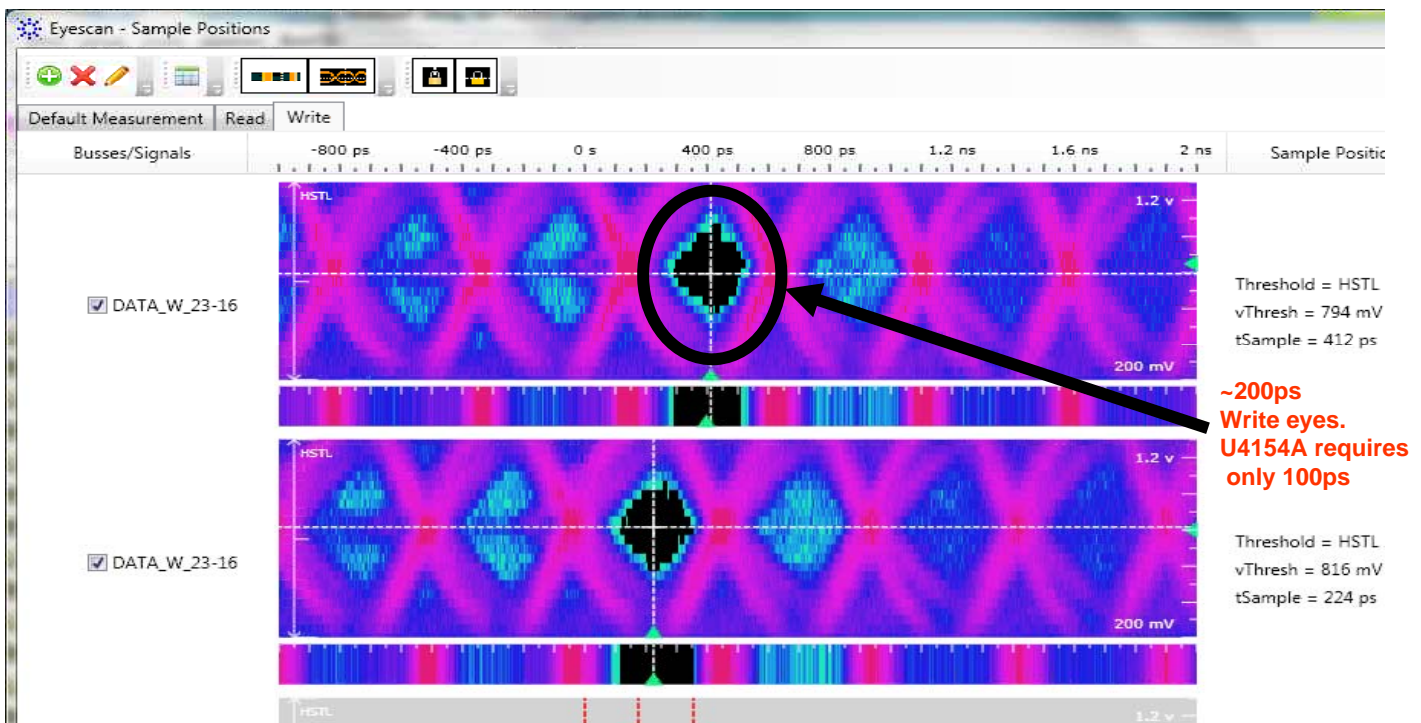 Eyescan - Sample Positions
Default Measurement Read Write
Busses/Signals -800 ps -400 ps 0 s 400 ps 800 ps 1.2 ns 1.6 ns 2 ns Sample Positic
HSTL 1.2 v
DATA_W_23-16
Threshold = HSTL
vThresh = 794 mV
tSample = 412 ps
200 mV
~200ps
Write eyes.
U4154A requires
only 100ps
HSTL 1.2 v
DATA_W_23-16
Threshold = HSTL
vThresh = 816 mV
tSample = 224 ps
200 mV
HSTL 1.2 v